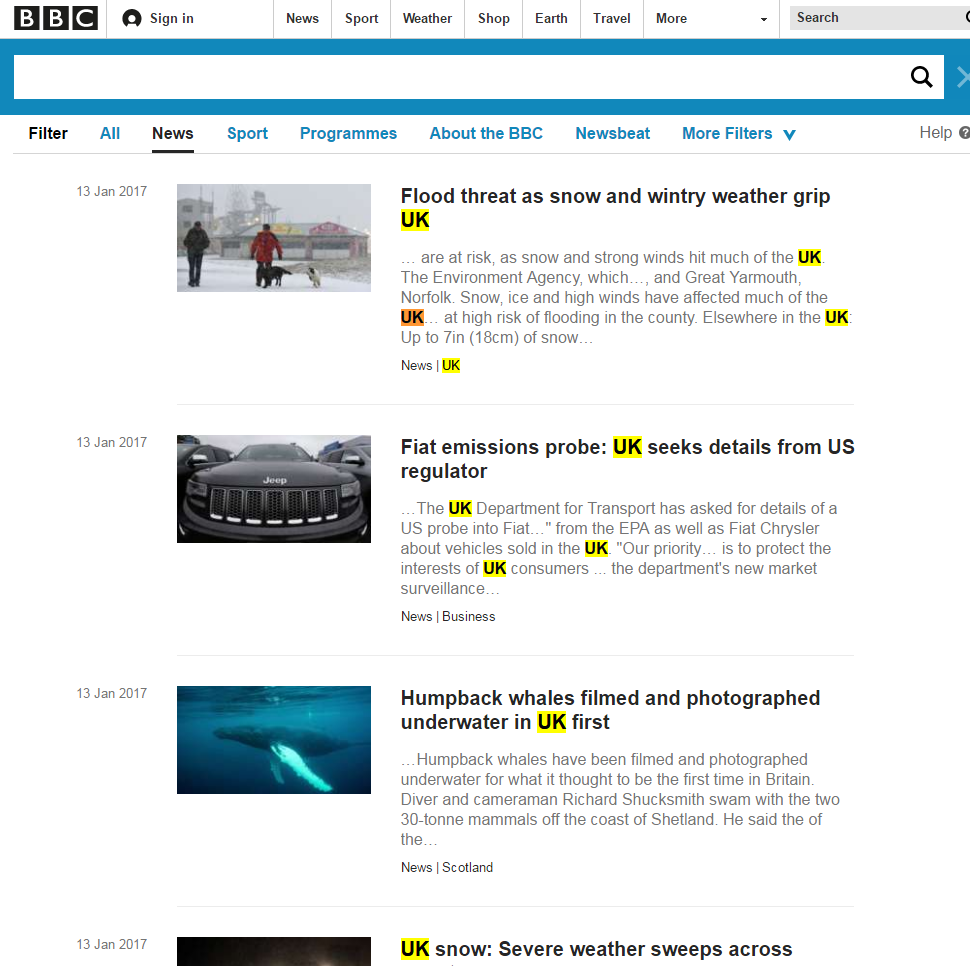 BBC Sign in News Sport Weather Shop Earth Travel More Search
Filter All News Sport Programmes About the BBC Newsbeat More Filters Help
13 Jan 2017
Flood threat as snow and wintry weather grip
UK
… are at risk, as snow and strong winds hit much of the UK.
The Environment Agency, which…, and Great Yarmouth,
Norfolk. Snow, ice and high winds have affected much of the
UK… at high risk of flooding in the county. Elsewhere in the UK:
Up to 7in (18cm) of snow…
News | UK
13 Jan 2017
Jeep
Fiat emissions probe: UK seeks details from US
regulator
…The UK Department for Transport has asked for details of a
US probe into Fiat…" from the EPA as well as Fiat Chrysler
about vehicles sold in the UK. "Our priority… is to protect the
interests of UK consumers ... the department's new market
surveillance…
News | Business
13 Jan 2017
Humpback whales filmed and photographed
underwater in UK first
…Humpback whales have been filmed and photographed
underwater for what it thought to be the first time in Britain.
Diver and cameraman Richard Shucksmith swam with the two
30-tonne mammals off the coast of Shetland. He said the of
the…
News | Scotland
13 Jan 2017
UK snow: Severe weather sweeps across